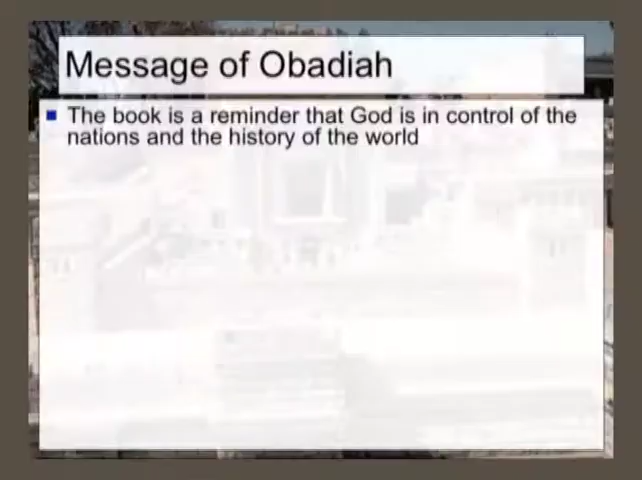 Message of Obadiah
The book is a reminder that God is in control of the
nations and the history of the world